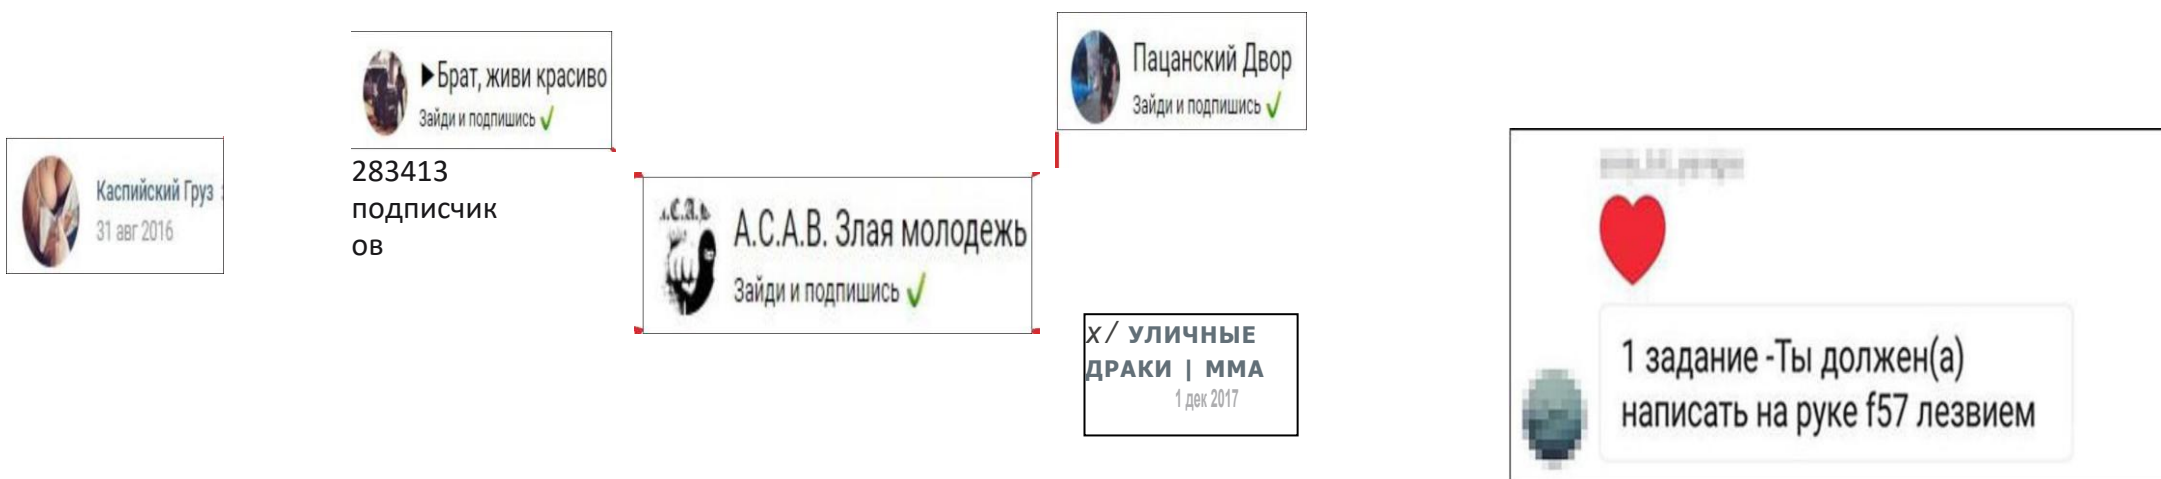 Каспийский Груз
31 авг 2016
▶Брат, живи красиво
Зайди и подпишись ✓
283413
подписчик
ов
А.С.А.В. Злая молодежь
Зайди и подпишись ✓
Пацанский Двор
Зайди и подпишись ✓
х/ УЛИЧНЫЕ
ДРАКИ | ММА
1 дек 2017
1 задание -Ты должен(а)
написать на руке f57 лезвием